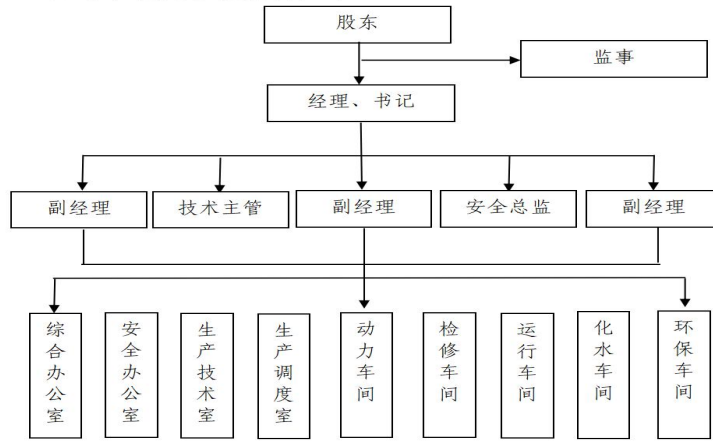 股东
监事
经理、书记
副经理
技术主管
副经理
安全总监
副经理
综合办公室
安全办公室
生产技术室
生产调度室
动力车间
检修车间
运行车间
化水车间
环保车间